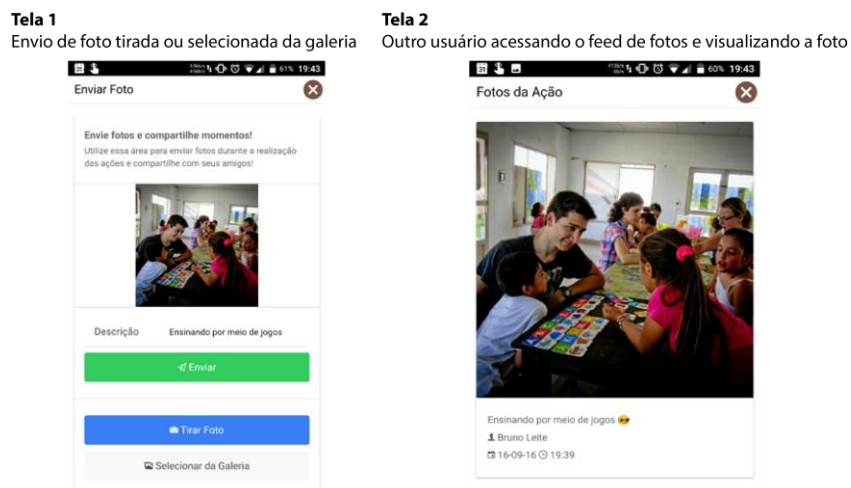 Tela 1
Envio de foto tirada ou selecionada da galeria
61% 19:43
Enviar Foto
Envie fotos e compartilhe momentos!
Utilize essa área para enviar fotos durante a realização
das ações e compartilhe com seus amigos!
Descrição Ensinando por meio de jogos
Enviar
Tirar Foto
Selecionar da Galeria
Tela 2
Outro usuário acessando o feed de fotos e visualizando a foto
60% 19:43
Fotos da Ação
Ensinando por meio de jogos 😎
Bruno Leite
16-09-16 19:39